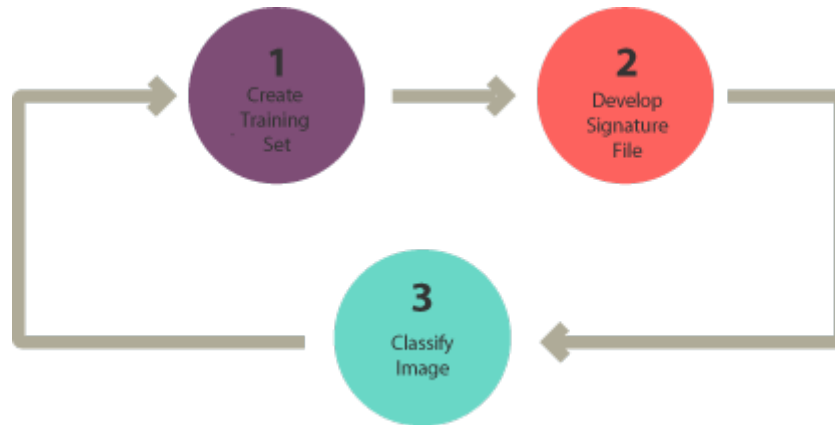 1
Create
Training
Set
2
Develop
Signature
File
3
Classify
Image